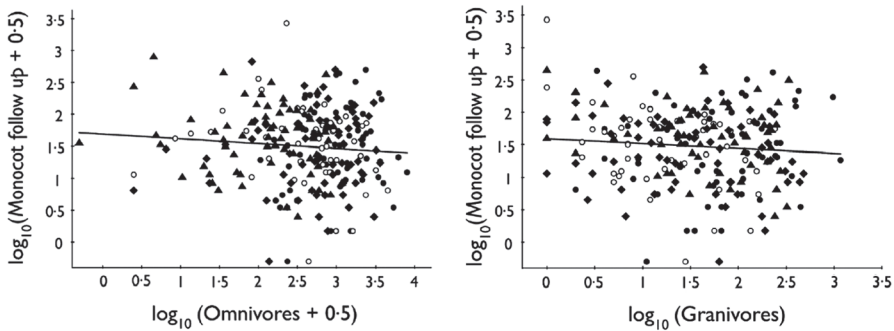 log10(Monocot follow up + 0·5)
3·5
3
2·5
2
1·5
1
0·5
0
0 0·5 1 1·5 2 2·5 3 3·5 4
log10 (Omnivores + 0·5)
log10(Monocot follow up + 0·5)
3·5
3
2·5
2
1·5
1
0·5
0
0 0·5 1 1·5 2 2·5 3 3·5
log10 (Granivores)